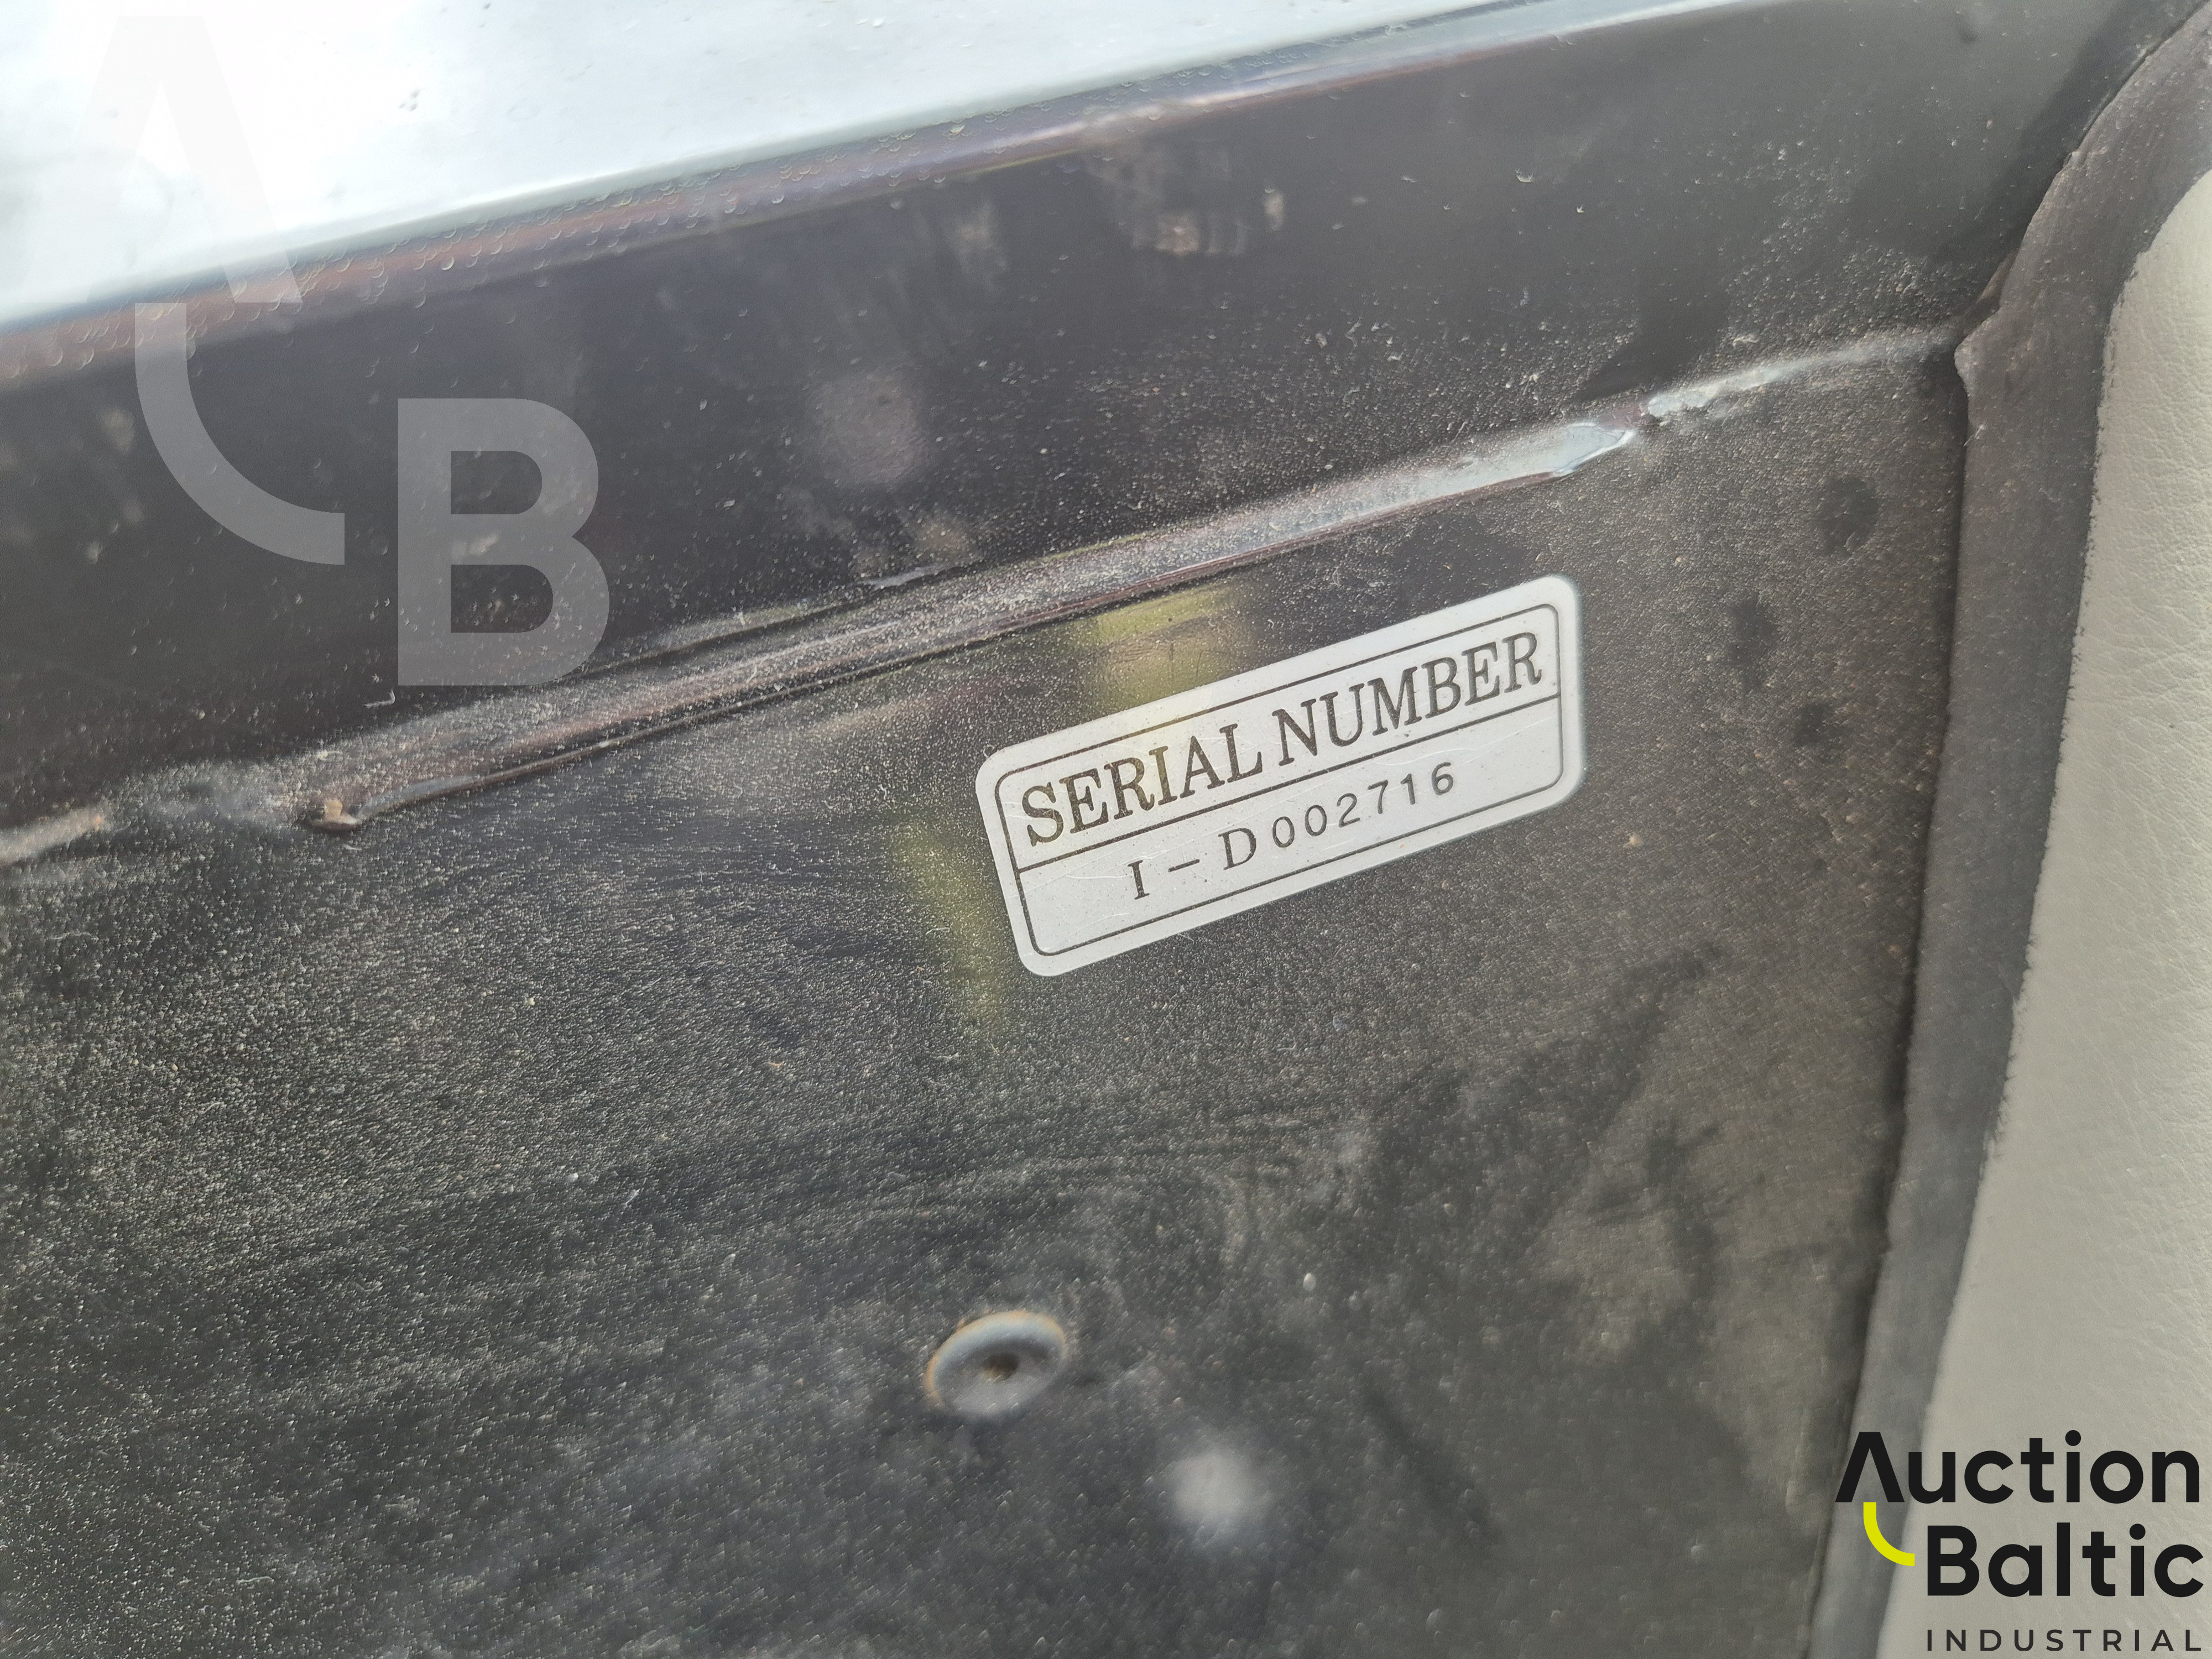 A
B
SERIAL NUMBER
I-D002716
Auction
Baltic
INDUSTRIAL